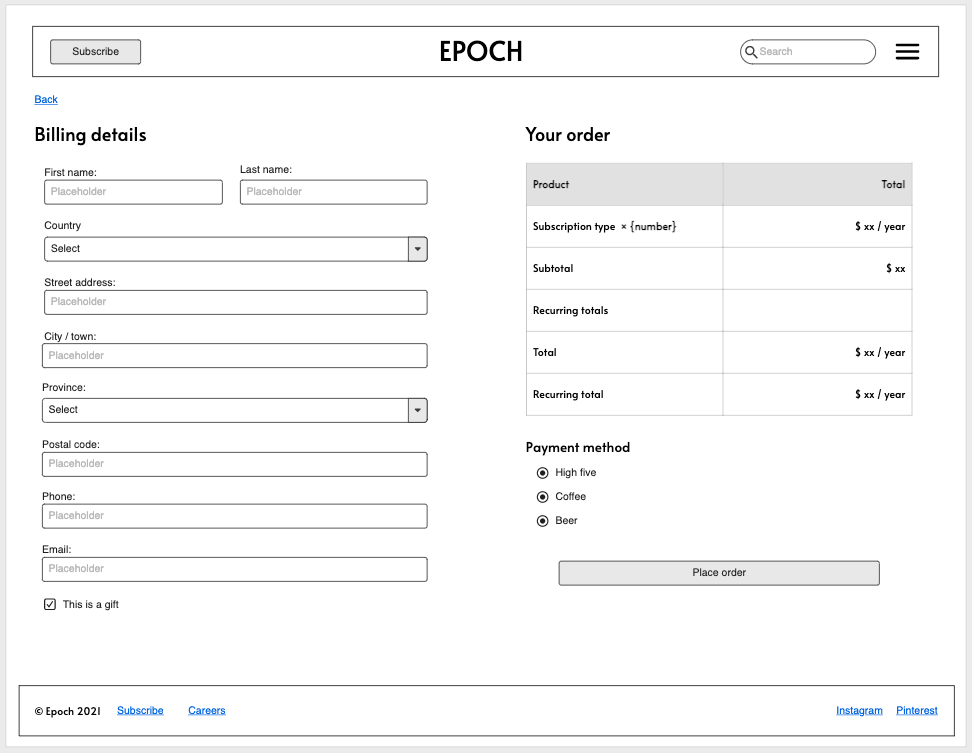 Subscribe
EPOCH
Search
Back
Billing details
First name:
Last name:
Placeholder
Placeholder
Country
Select
Street address:
Placeholder
City / town:
Placeholder
Province:
Select
Postal code:
Placeholder
Phone:
Placeholder
Email:
Placeholder
This is a gift
Your order
Product Total
Subscription type × {number} $ xx / year
Subtotal $ xx
Recurring totals
Total $ xx / year
Recurring total $ xx / year
Payment method
High five
Coffee
Beer
Place order
© Epoch 2021 Subscribe Careers Instagram Pinterest